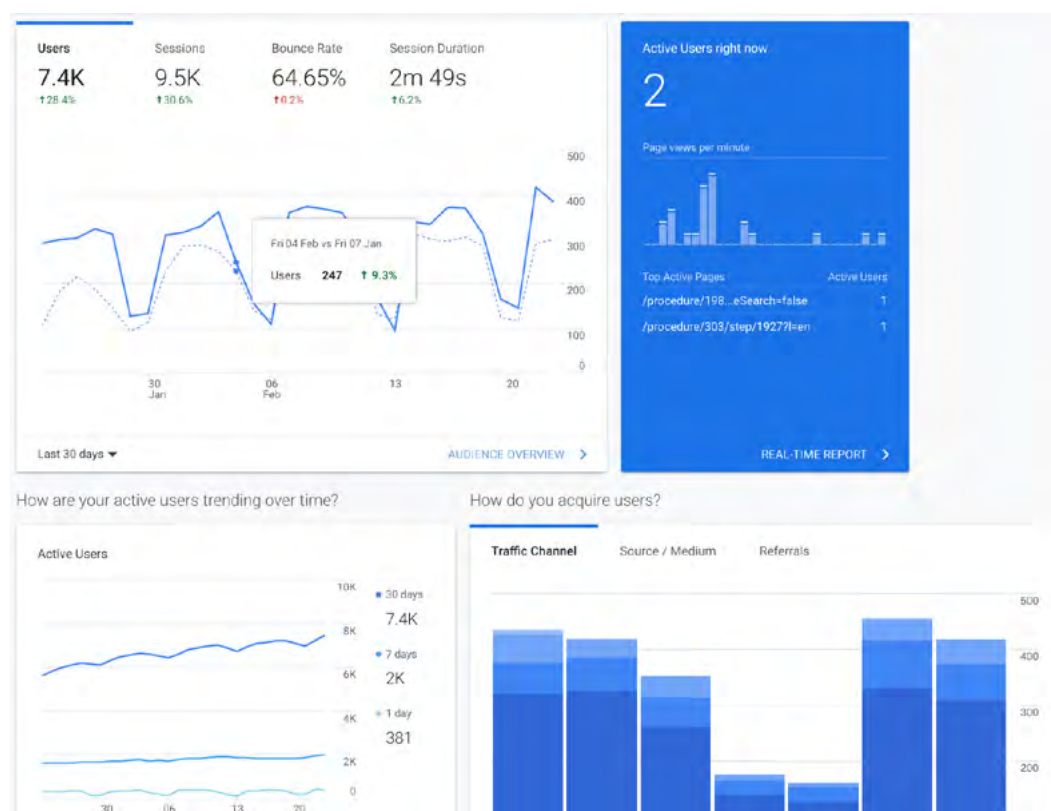 Users Sessions Bounce Rate Session Duration
7.4K 9.5K 64.65% 2m 49s
↑28.4% ↑30.6% ↑0.2% ↑6.2%
500
400
300
200
100
0
Fri 04 Feb vs Fri 07 Jan
Users 247 ↑ 9.3%
30 06 13 20
Jan Feb
Last 30 days AUDIENCE OVERVIEW
Active Users right now
2
Page views per minute
Top Active Pages Active Users
/procedure/198...eSearch=false 1
/procedure/303/step/1927?l=en 1
REAL-TIME REPORT
How are your active users trending over time?
Active Users
10K
8K
6K
4K
2K
0
30 days
7.4K
7 days
2K
1 day
381
30 06 13 20
How do you acquire users?
Traffic Channel Source / Medium Referrals
500
400
300
200